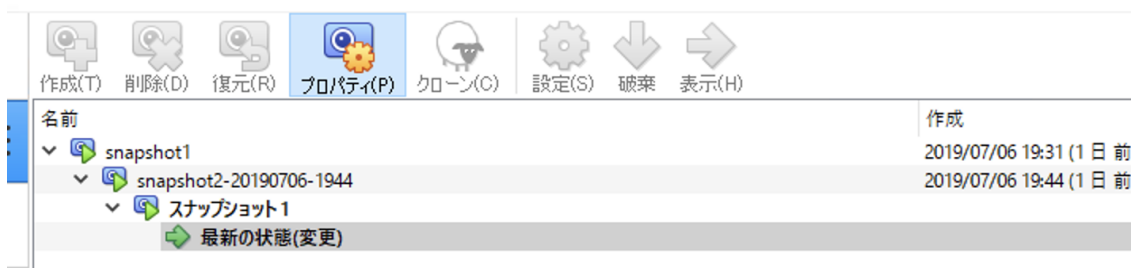 作成(T) 削除(D) 復元(R) プロパティ(P) クローン(C) 設定(S) 破棄 表示(H)
名前 作成
snapshot1 2019/07/06 19:31 (1 日 前
snapshot2-20190706-1944 2019/07/06 19:44 (1 日 前
スナップショット 1
最新の状態(変更)